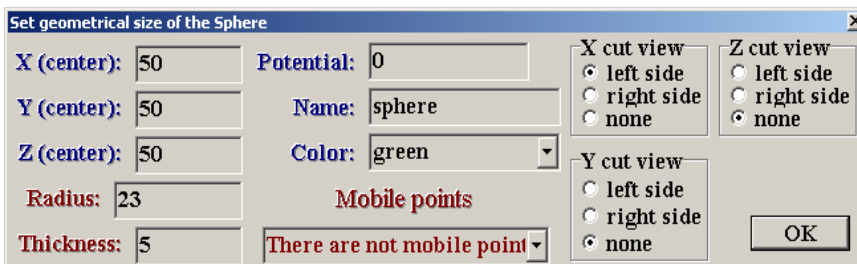 Set geometrical size of the Sphere
X (center): 50
Y (center): 50
Z (center): 50
Radius: 23
Thickness: 5
Potential: 0
Name: sphere
Color: green
Mobile points
There are not mobile point
X cut view
left side
right side
none
Y cut view
left side
right side
none
Z cut view
left side
right side
none
OK